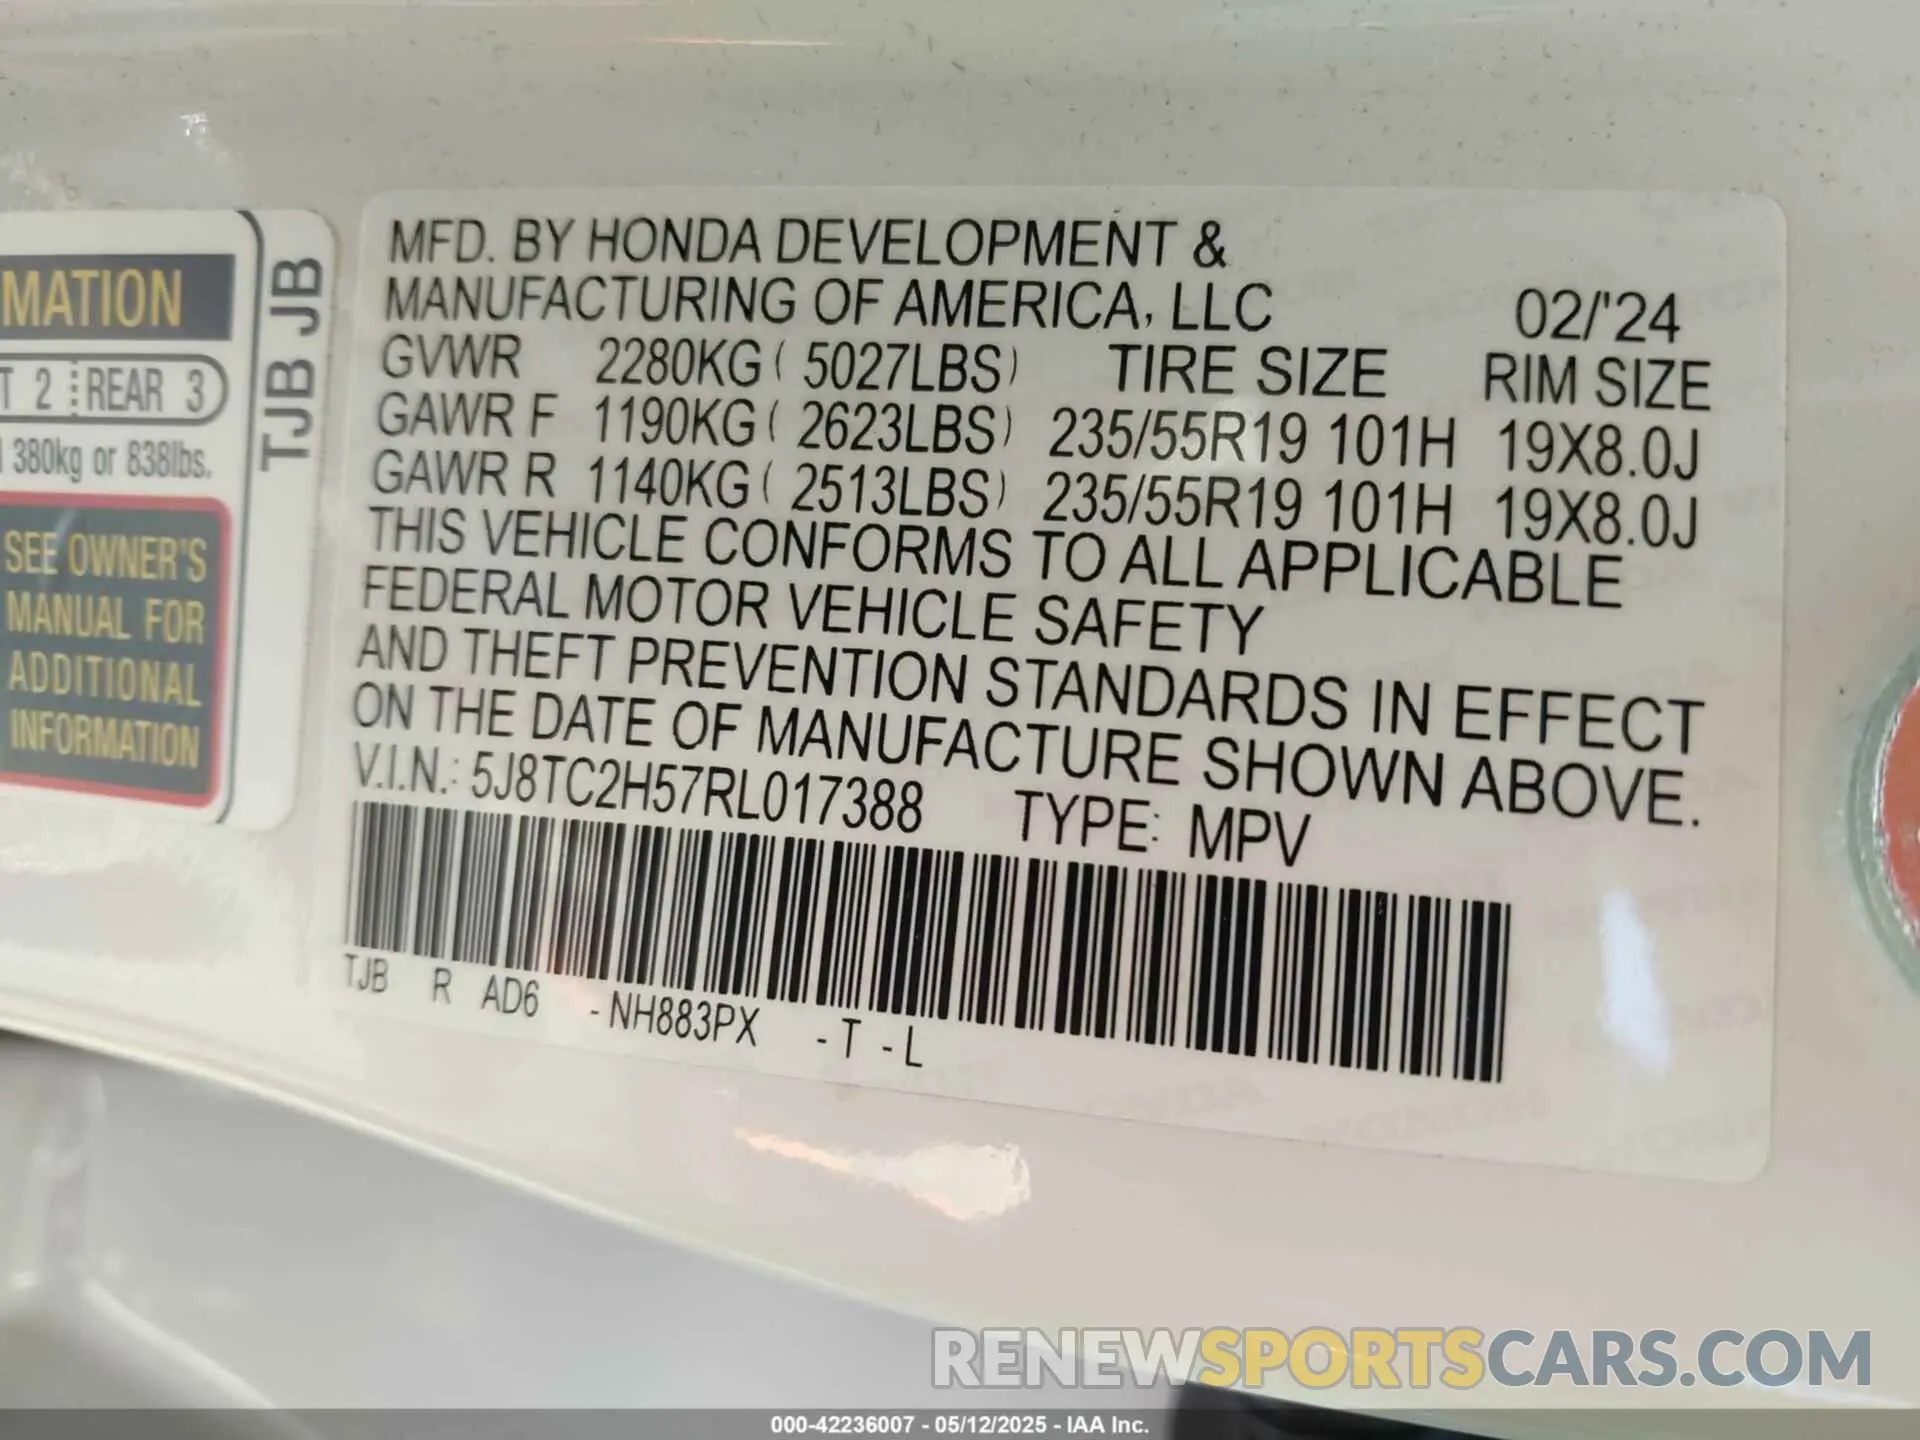 MATION
T 2 REAR 3
380kg or 838lbs.
SEE OWNER'S
MANUAL FOR
ADDITIONAL
INFORMATION
TJB JB
MFD. BY HONDA DEVELOPMENT &
MANUFACTURING OF AMERICA, LLC 02/'24
GVWR 2280KG ( 5027LBS) TIRE SIZE RIM SIZE
GAWR F 1190KG ( 2623LBS) 235/55R19 101H 19X8.0J
GAWR R 1140KG ( 2513LBS) 235/55R19 101H 19X8.0J
THIS VEHICLE CONFORMS TO ALL APPLICABLE
FEDERAL MOTOR VEHICLE SAFETY
AND THEFT PREVENTION STANDARDS IN EFFECT
ON THE DATE OF MANUFACTURE SHOWN ABOVE.
V.I.N.: 5J8TC2H57RL017388 TYPE: MPV
TJB R AD6 -NH883PX -T -L
RENEWSPORTSCARS.COM
000-42236007 - 05/12/2025 - IAA Inc.